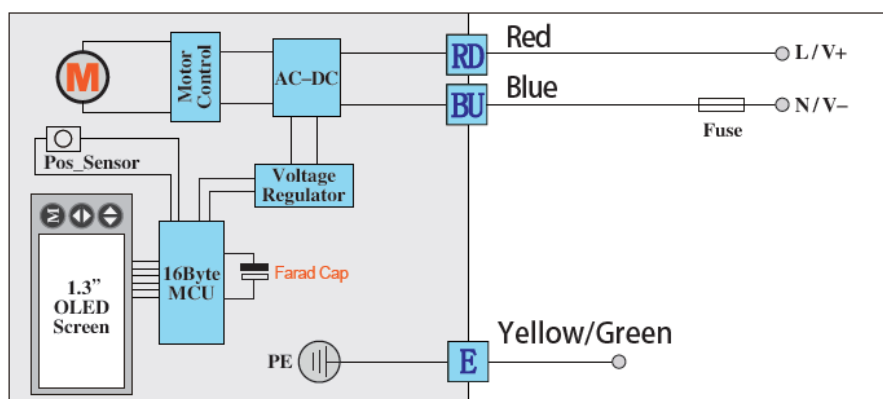 M
Motor
Control
AC–DC
RD
Red
L / V+
BU
Blue
Fuse
N / V–
Pos_Sensor
Voltage
Regulator
M
1.3”
OLED
Screen
16Byte
MCU
Farad Cap
PE
E
Yellow/Green